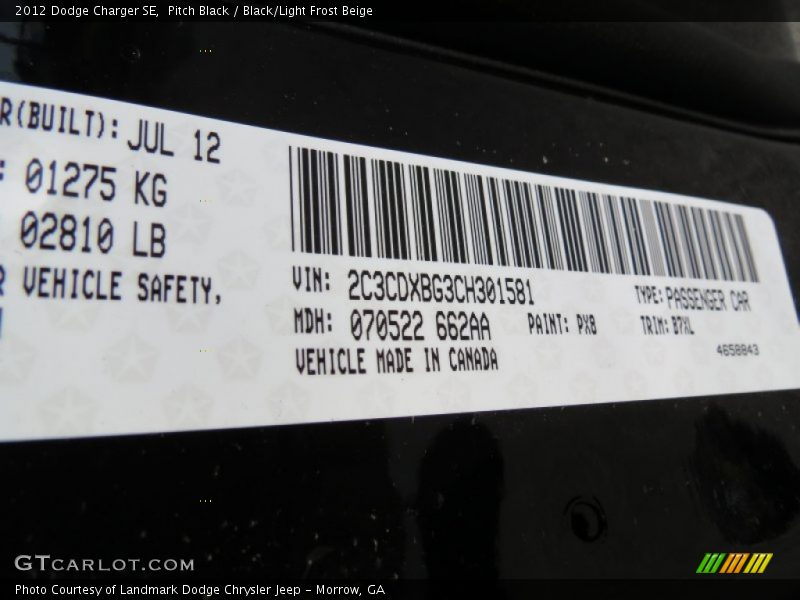 2012 Dodge Charger SE,  Pitch Black / Black/Light Frost Beige
R(BUILT): JUL 12
: 01275 KG
02810 LB
R VEHICLE SAFETY,
VIN: 2C3CDXBG3CH301581
TYPE: PASSENGER CAR
MDH: 070522 662AA
PAINT: PX8
TRIM: B7XL
VEHICLE MADE IN CANADA
4658843
GTCARLOT.COM
Photo Courtesy of Landmark Dodge Chrysler Jeep - Morrow, GA